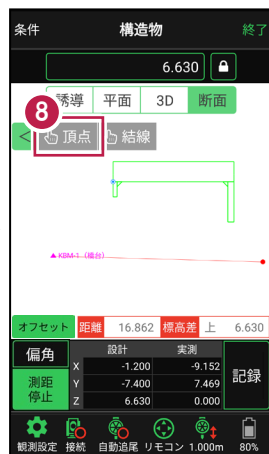 条件 構造物 終了
6.630
誘導 平面 3D 断面
8
< 頂点 結線
▲ KBM-1 (橋台)
オフセット 距離 16.862 標高差 上 6.630
偏角 設計 実測
X -1.200 -9.152
測距停止 Y -7.400 7.469 記録
Z 6.630 0.000
観測設定 接続 自動追尾 リモコン 1.000m 80%